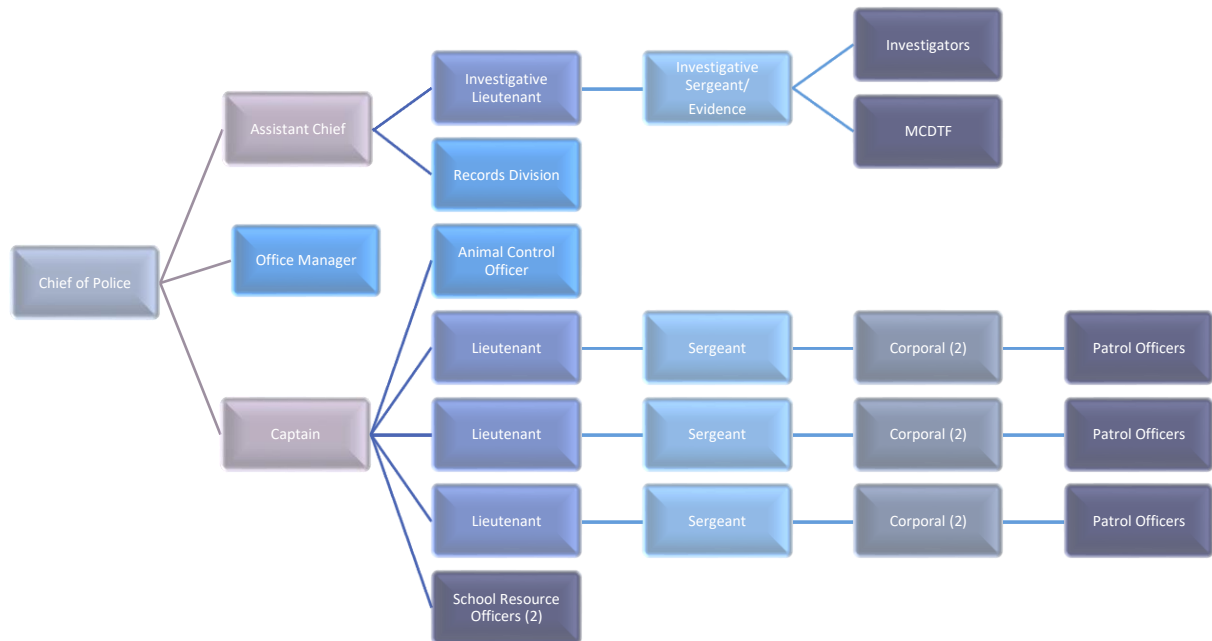 Investigators
Investigative
Lieutenant
Investigative
Sergeant/
Evidence
Assistant Chief
MCDTF
Records Division
Animal Control
Officer
Office Manager
Chief of Police
Lieutenant
Sergeant
Corporal (2)
Patrol Officers
Captain
Lieutenant
Sergeant
Corporal (2)
Patrol Officers
Lieutenant
Sergeant
Corporal (2)
Patrol Officers
School Resource
Officers (2)